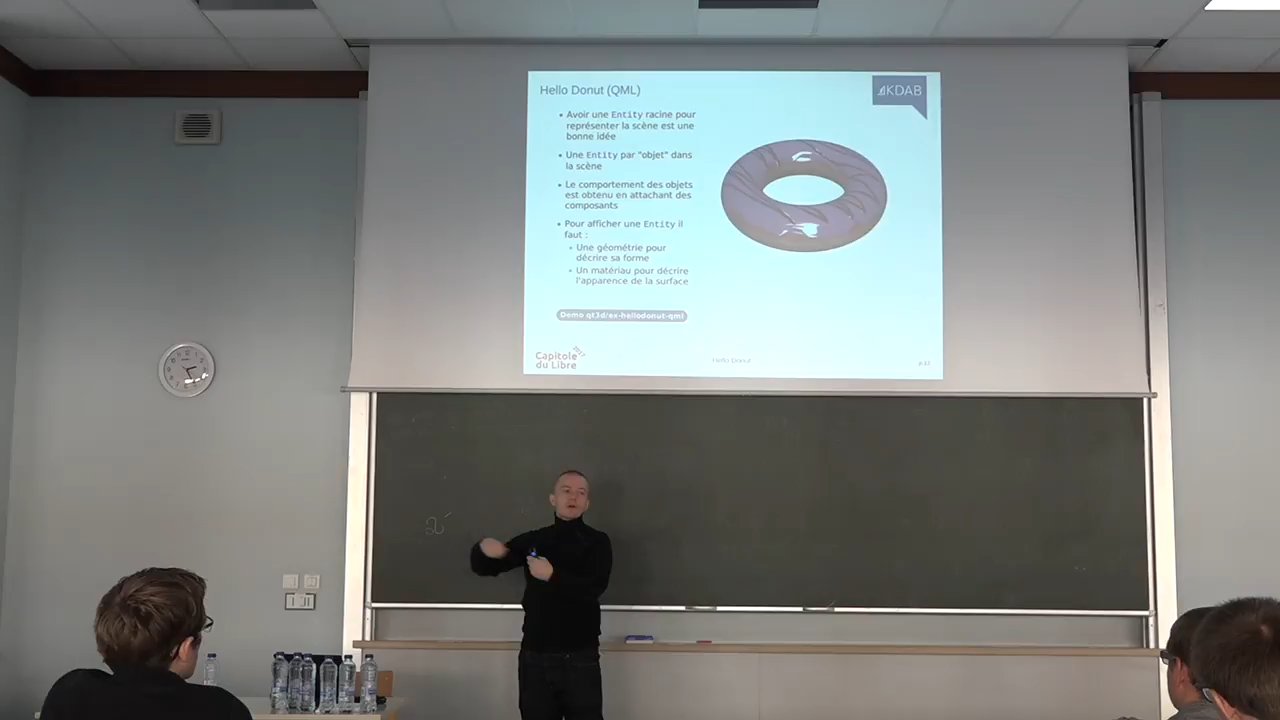 Hello Donut (QML)
KDAB
• Avoir une Entity racine pour
représenter la scène est une
bonne idée
• Une Entity par "objet" dans
la scène
• Le comportement des objets
est obtenu en attachant des
composants
• Pour afficher une Entity il
faut :
• Une géométrie pour
décrire sa forme
• Un matériau pour décrire
l'apparence de la surface
Demo qt3d/ex-hellodonut-qml
Capitole 2017
du Libre
Hello Donut